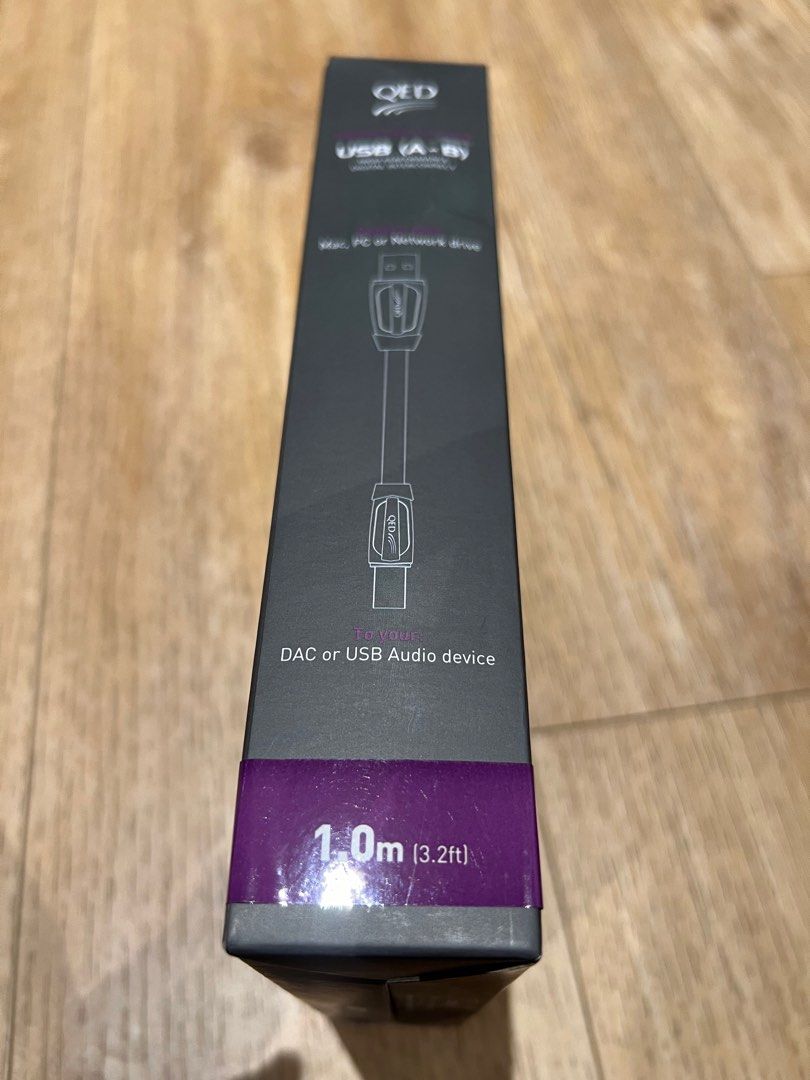 QED
USB (A - B)
Mac, PC or Network drive
QED
To your:
DAC or USB Audio device
1.0m (3.2ft)